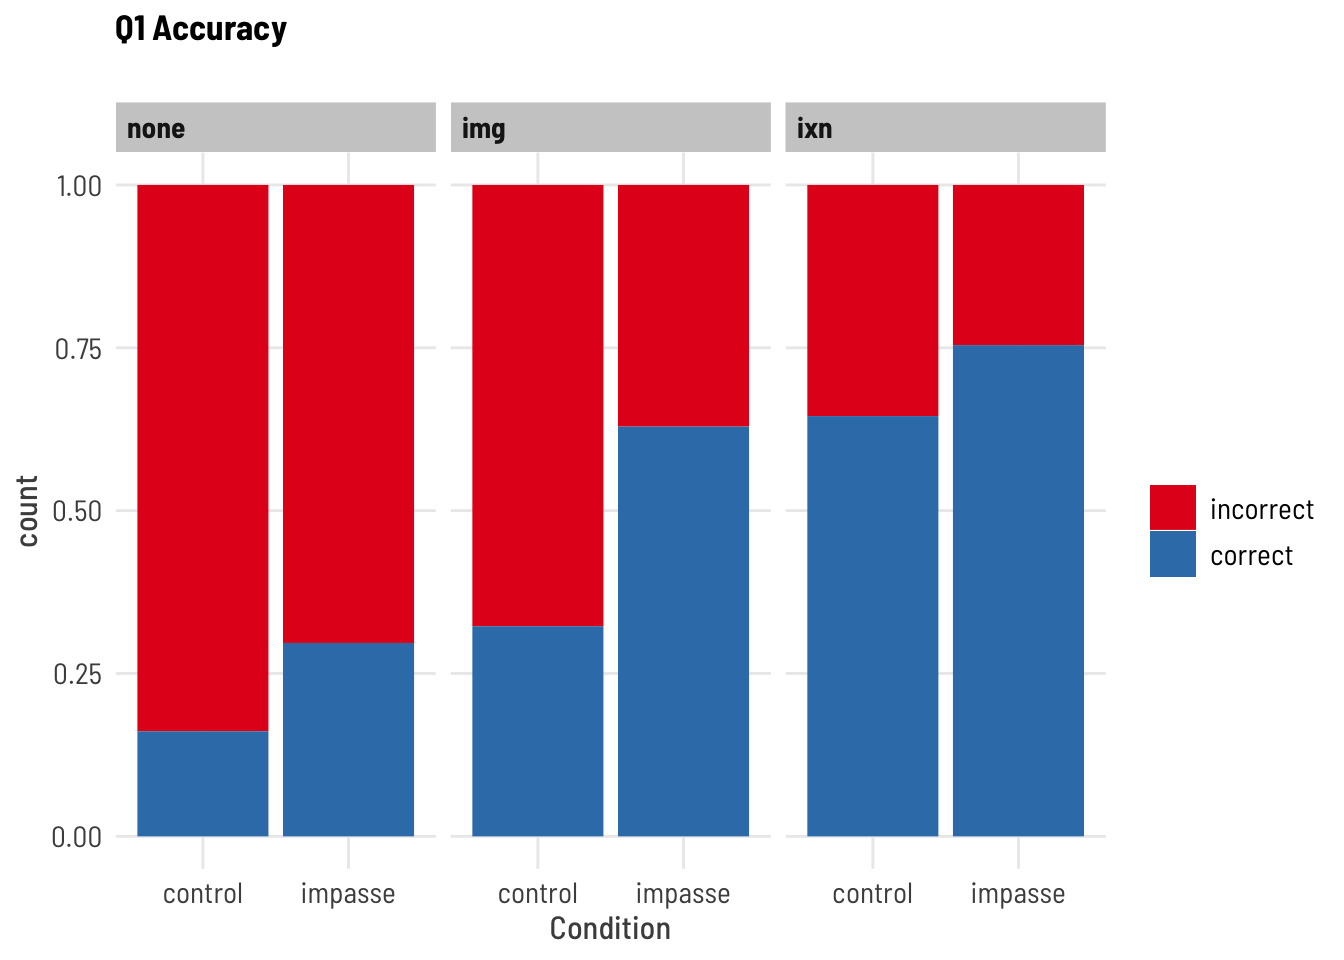 Q1 Accuracy
none img ixn
1.00
0.75
0.50
0.25
0.00
count
control impasse control impasse control impasse
Condition
incorrect
correct